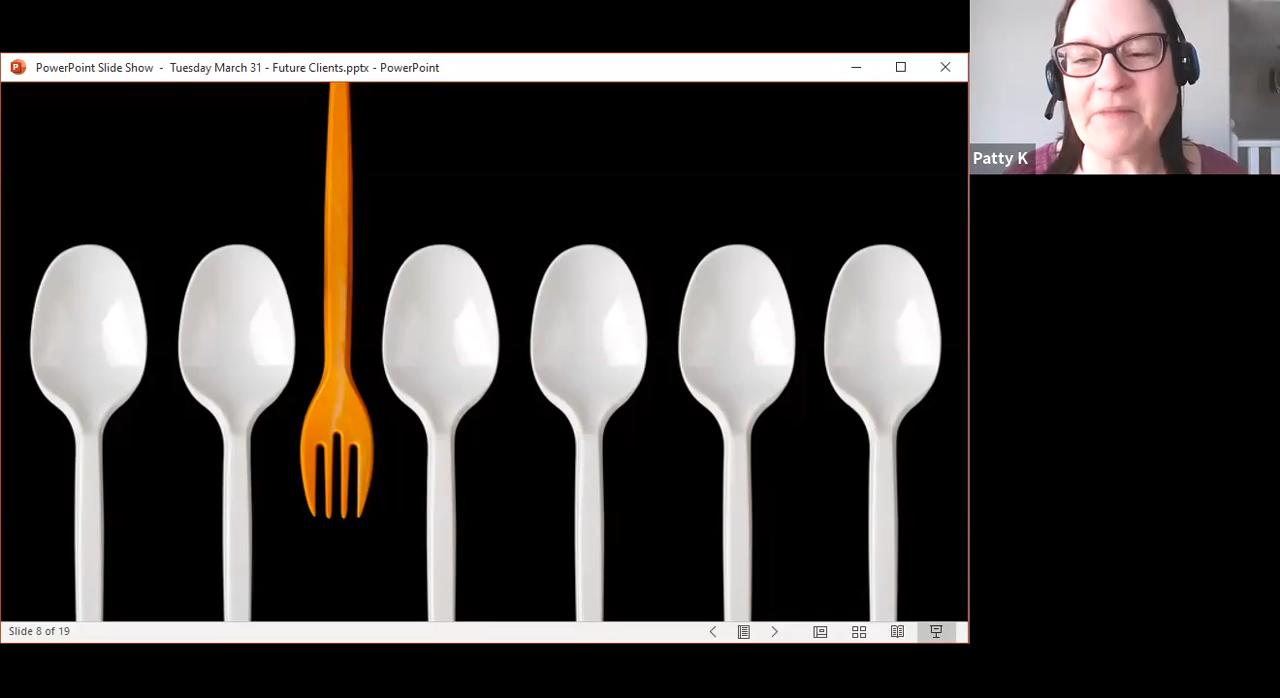 PowerPoint Slide Show - Tuesday March 31 - Future Clients.pptx - PowerPoint
Patty K
Slide 8 of 19